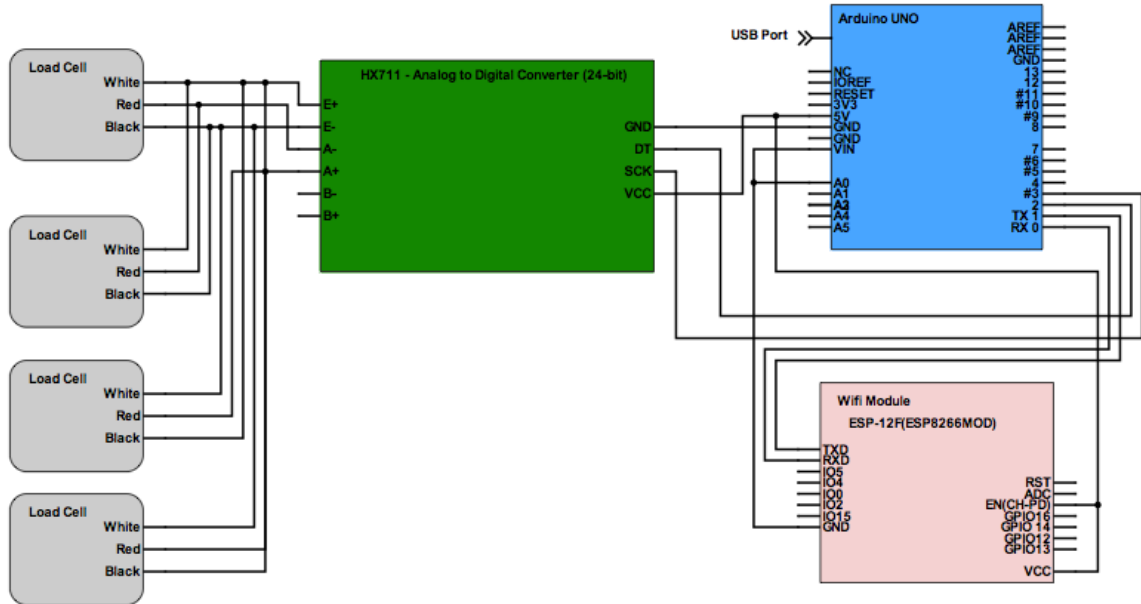 Load Cell
White
Red
Black
Load Cell
White
Red
Black
Load Cell
White
Red
Black
Load Cell
White
Red
Black
HX711 - Analog to Digital Converter (24-bit)
E+
E-
A-
A+
B-
B+
GND
DT
SCK
VCC
USB Port
Arduino UNO
NC
IOREF
RESET
3V3
5V
GND
GND
VIN
A0
A1
A2
A4
A5
AREF
AREF
AREF
GND
13
12
#11
#10
#9
8
7
#6
#5
4
#3
2
TX 1
RX 0
Wifi Module
ESP-12F(ESP8266MOD)
TXD
RXD
IO5
IO4
IO0
IO2
IO15
GND
RST
ADC
EN(CH-PD)
GPIO16
GPIO 14
GPIO12
GPIO13
VCC